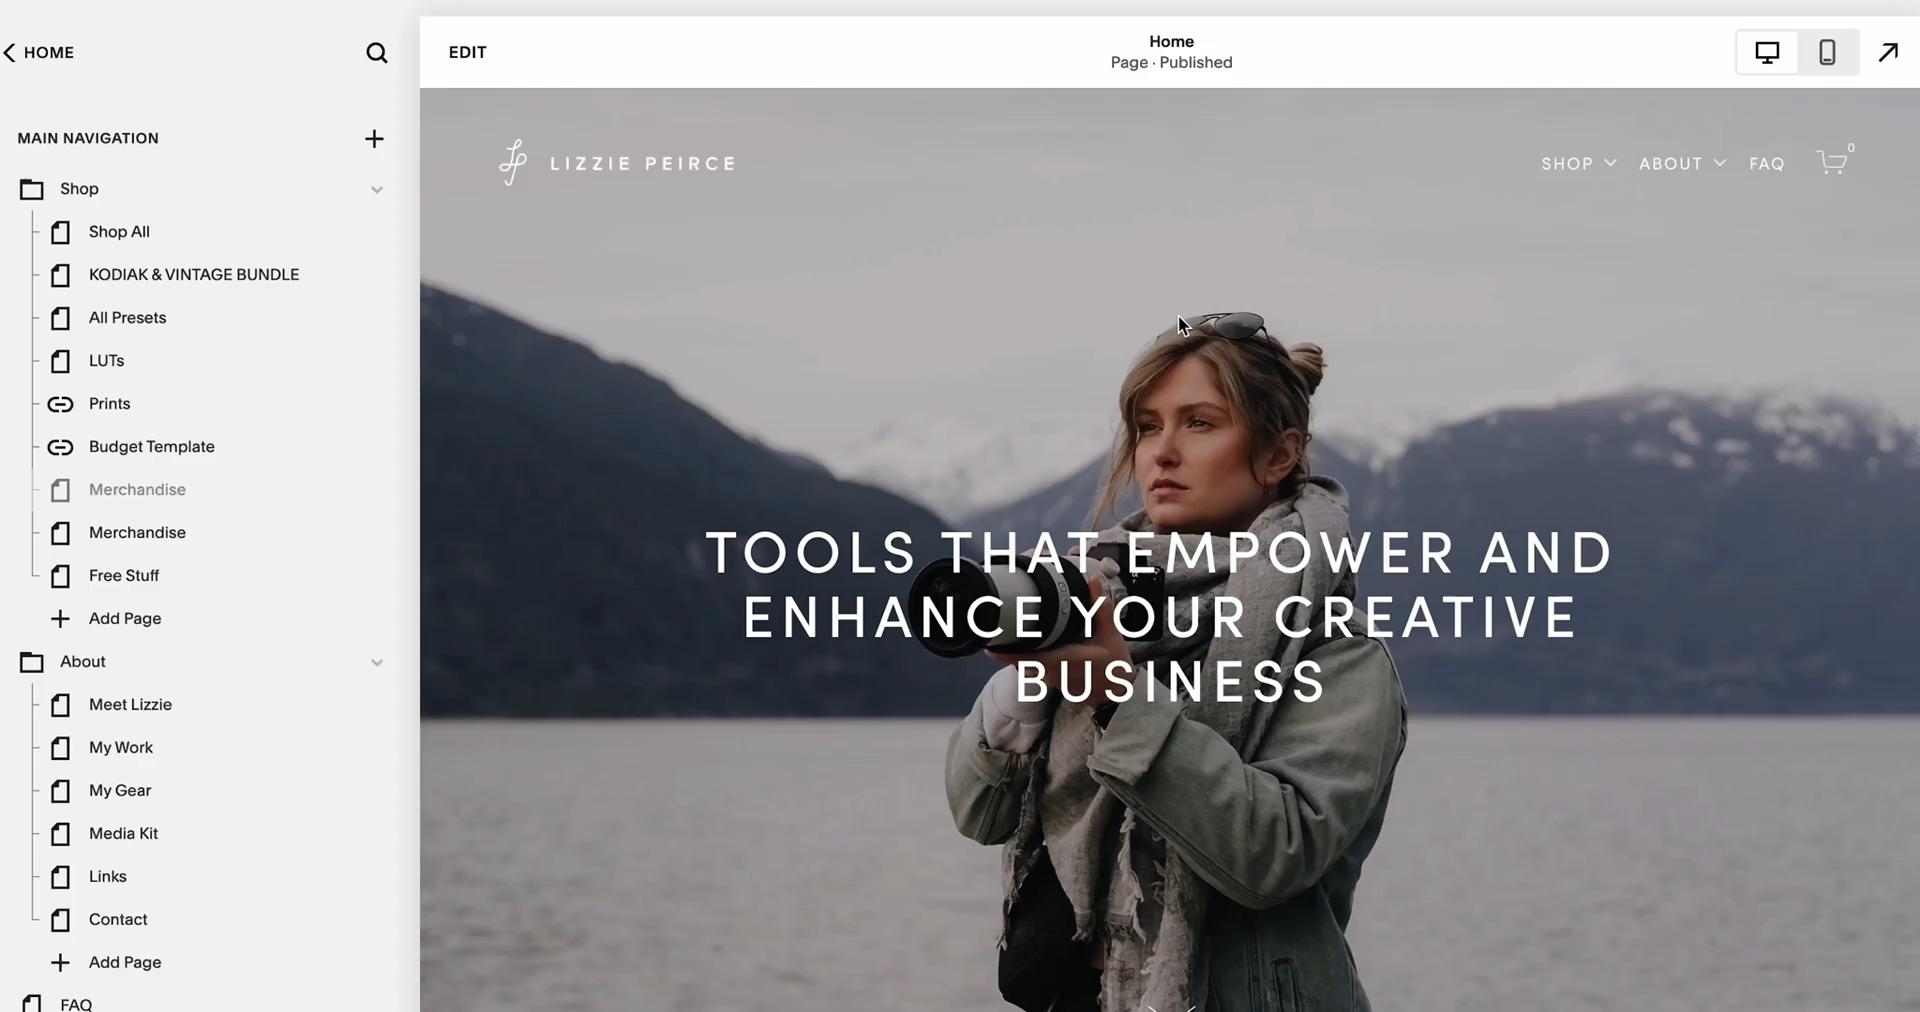 HOME
MAIN NAVIGATION
Shop
Shop All
KODIAK & VINTAGE BUNDLE
All Presets
LUTs
Prints
Budget Template
Merchandise
Merchandise
Free Stuff
Add Page
About
Meet Lizzie
My Work
My Gear
Media Kit
Links
Contact
Add Page
FAQ
EDIT
Home
Page · Published
LIZZIE PEIRCE
SHOP ABOUT FAQ 0
TOOLS THAT EMPOWER AND
ENHANCE YOUR CREATIVE
BUSINESS